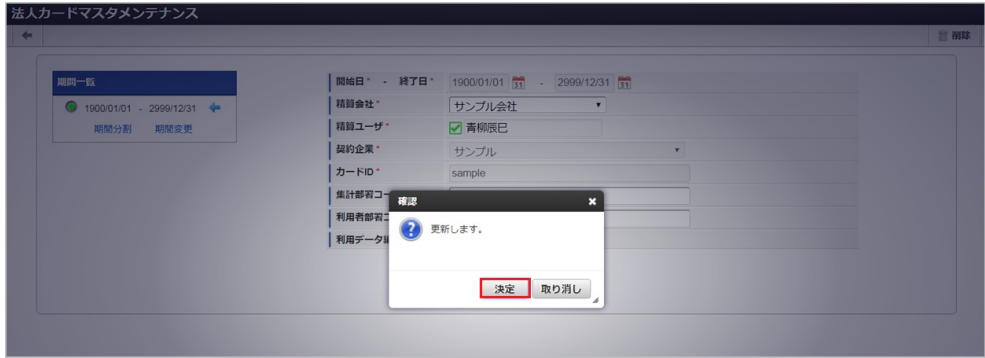 法人カードマスタメンテナンス
削除
期間一覧
1900/01/01 - 2999/12/31
期間分割 期間変更
開始日* - 終了日* 1900/01/01 31 - 2999/12/31 31
精算会社* サンプル会社
精算ユーザ* 青柳辰巳
契約企業* サンプル
カードID* sample
集計部署コー
利用者部署コ
利用データ
確認
更新します。
決定 取り消し